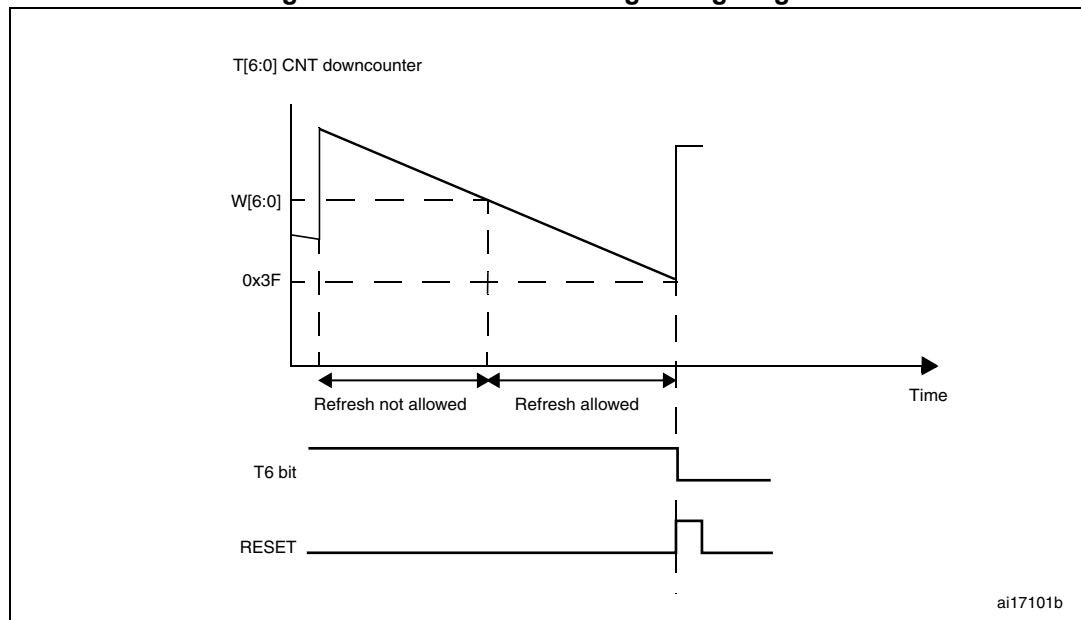 T[6:0] CNT downcounter
W[6:0]
0x3F
Time
Refresh not allowed
Refresh allowed
T6 bit
RESET
ai17101b